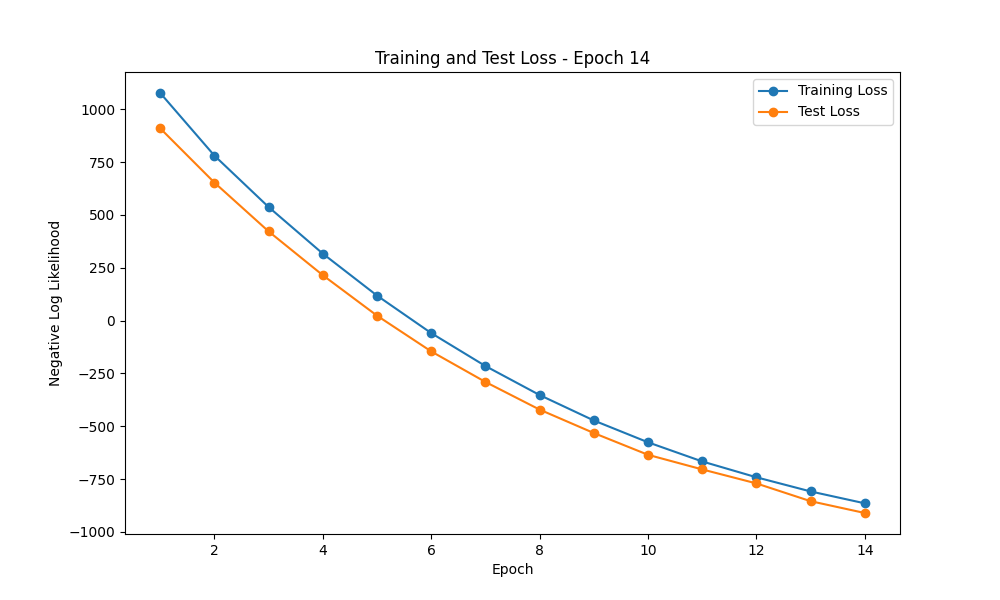 Training and Test Loss - Epoch 14
Training Loss
Test Loss
Negative Log Likelihood
1000
750
500
250
0
−250
−500
−750
−1000
2 4 6 8 10 12 14
Epoch